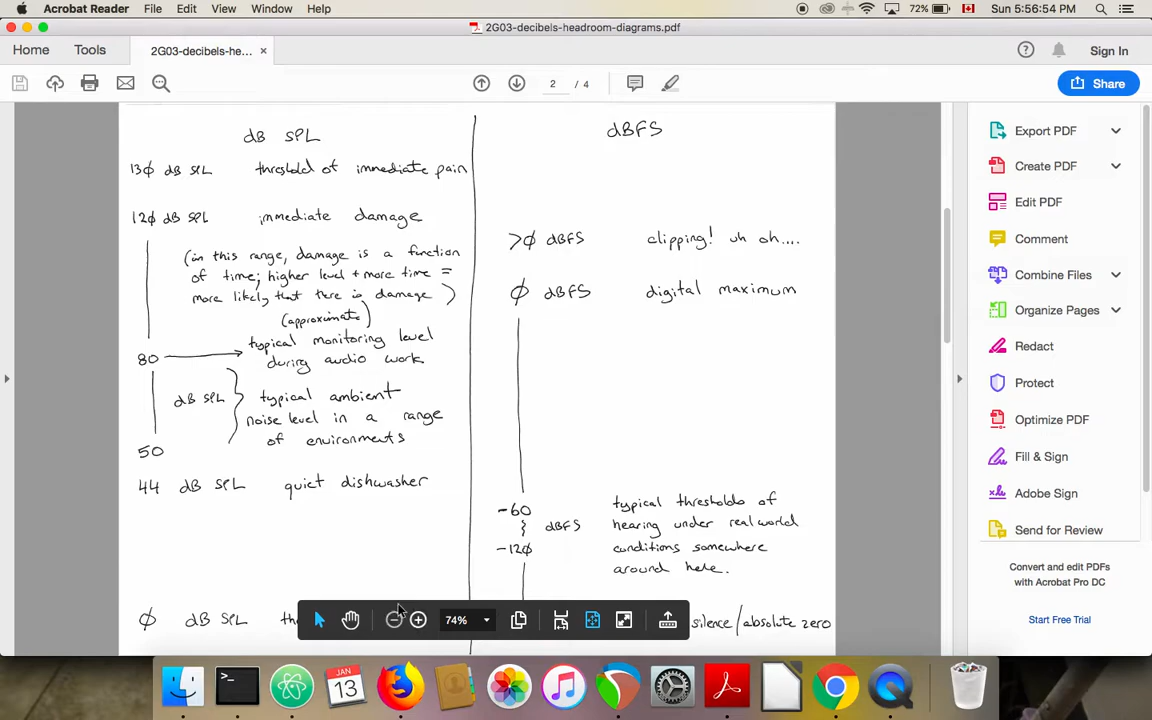 Acrobat Reader File Edit View Window Help 72% Sun 5:56:54 PM
2G03-decibels-headroom-diagrams.pdf
Home Tools 2G03-decibels-he... × Sign In
2 / 4 Share
dB SPL
13Ø dB SPL threshold of immediate pain
12Ø dB SPL immediate damage
(in this range, damage is a function
of time; higher level + more time =
more likely that there is damage)
(approximate)
80 typical monitoring level
during audio work
dB SPL typical ambient
noise level in a range
of environments
50
44 dB SPL quiet dishwasher
Ø dB SPL
dBFS
>Ø dBFS clipping! uh oh....
Ø dBFS digital maximum
-60 typical thresholds of
dBFS hearing under real world
-12Ø conditions somewhere
around here.
silence/absolute zero
74%
Export PDF
Create PDF
Edit PDF
Comment
Combine Files
Organize Pages
Redact
Protect
Optimize PDF
Fill & Sign
Adobe Sign
Send for Review
Convert and edit PDFs
with Acrobat Pro DC
Start Free Trial
JAN
13